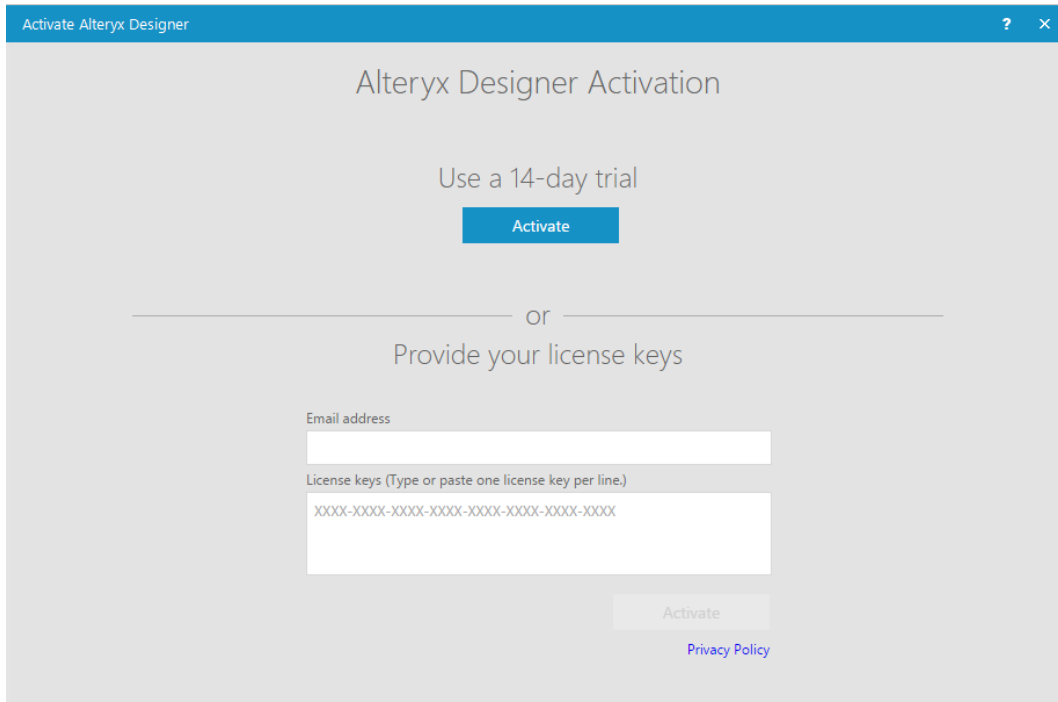 Activate Alteryx Designer ? ×
Alteryx Designer Activation
Use a 14-day trial
Activate
or
Provide your license keys
Email address
License keys (Type or paste one license key per line.)
XXXX-XXXX-XXXX-XXXX-XXXX-XXXX-XXXX-XXXX
Activate
Privacy Policy